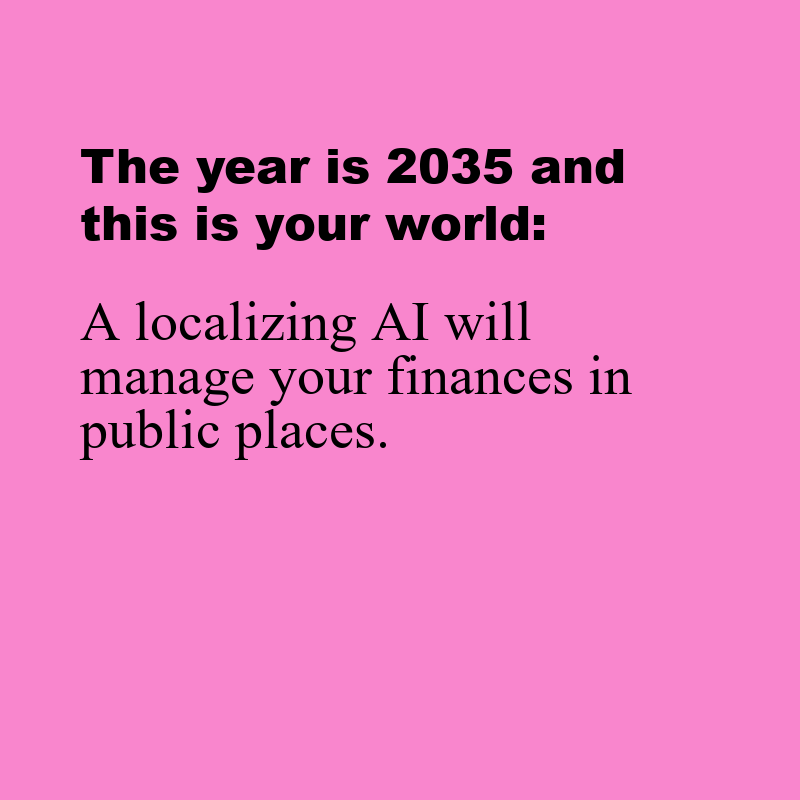 The year is 2035 and
this is your world:
A localizing AI will
manage your finances in
public places.